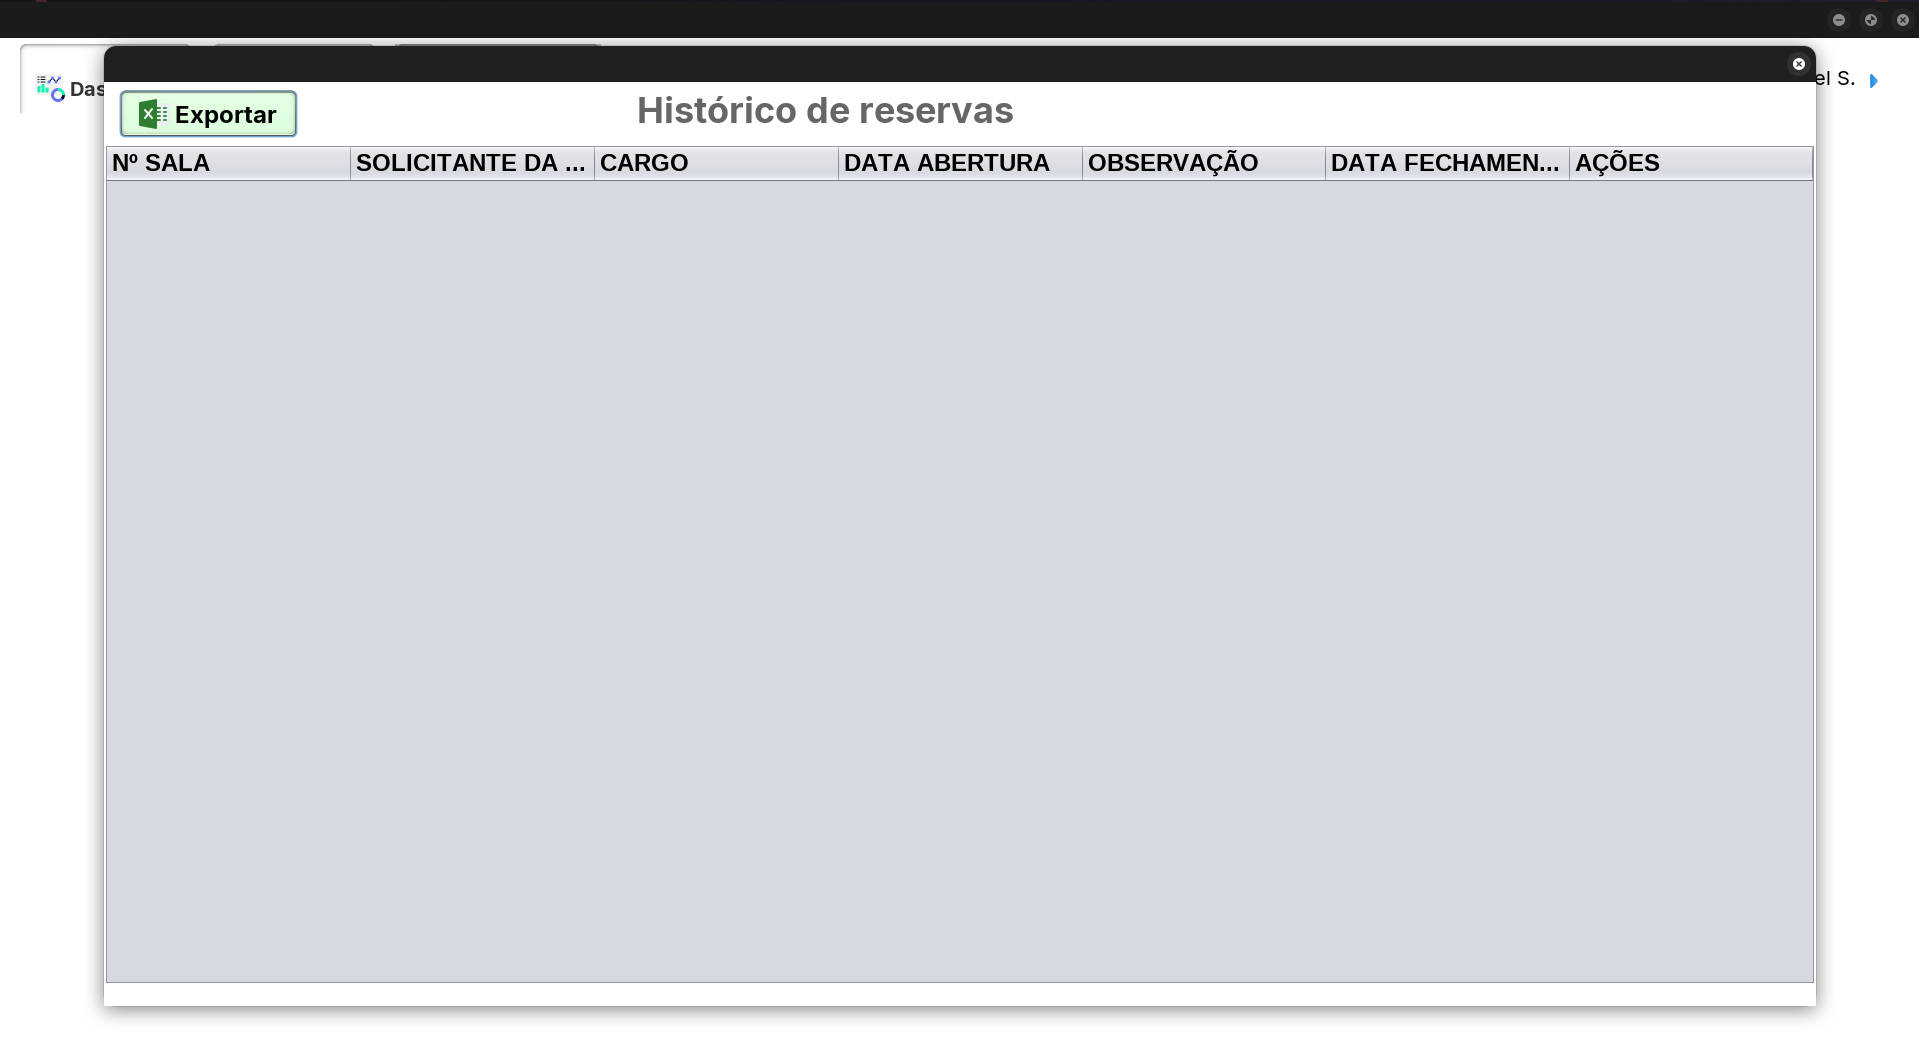 Das
el S.
Exportar
Histórico de reservas
Nº SALA SOLICITANTE DA ... CARGO DATA ABERTURA OBSERVAÇÃO DATA FECHAMEN... AÇÕES